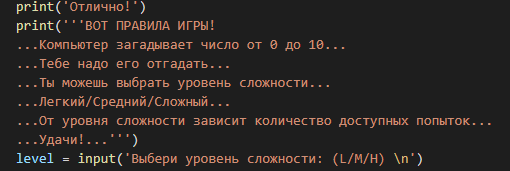 print('Отлично!')
print('''ВОТ ПРАВИЛА ИГРЫ!
...Компьютер загадывает число от 0 до 10...
...Тебе надо его отгадать...
...Ты можешь выбрать уровень сложности...
...Легкий/Средний/Сложный...
...От уровня сложности зависит количество доступных попыток...
...Удачи!...''')
level = input('Выбери уровень сложности: (L/M/H) \n')